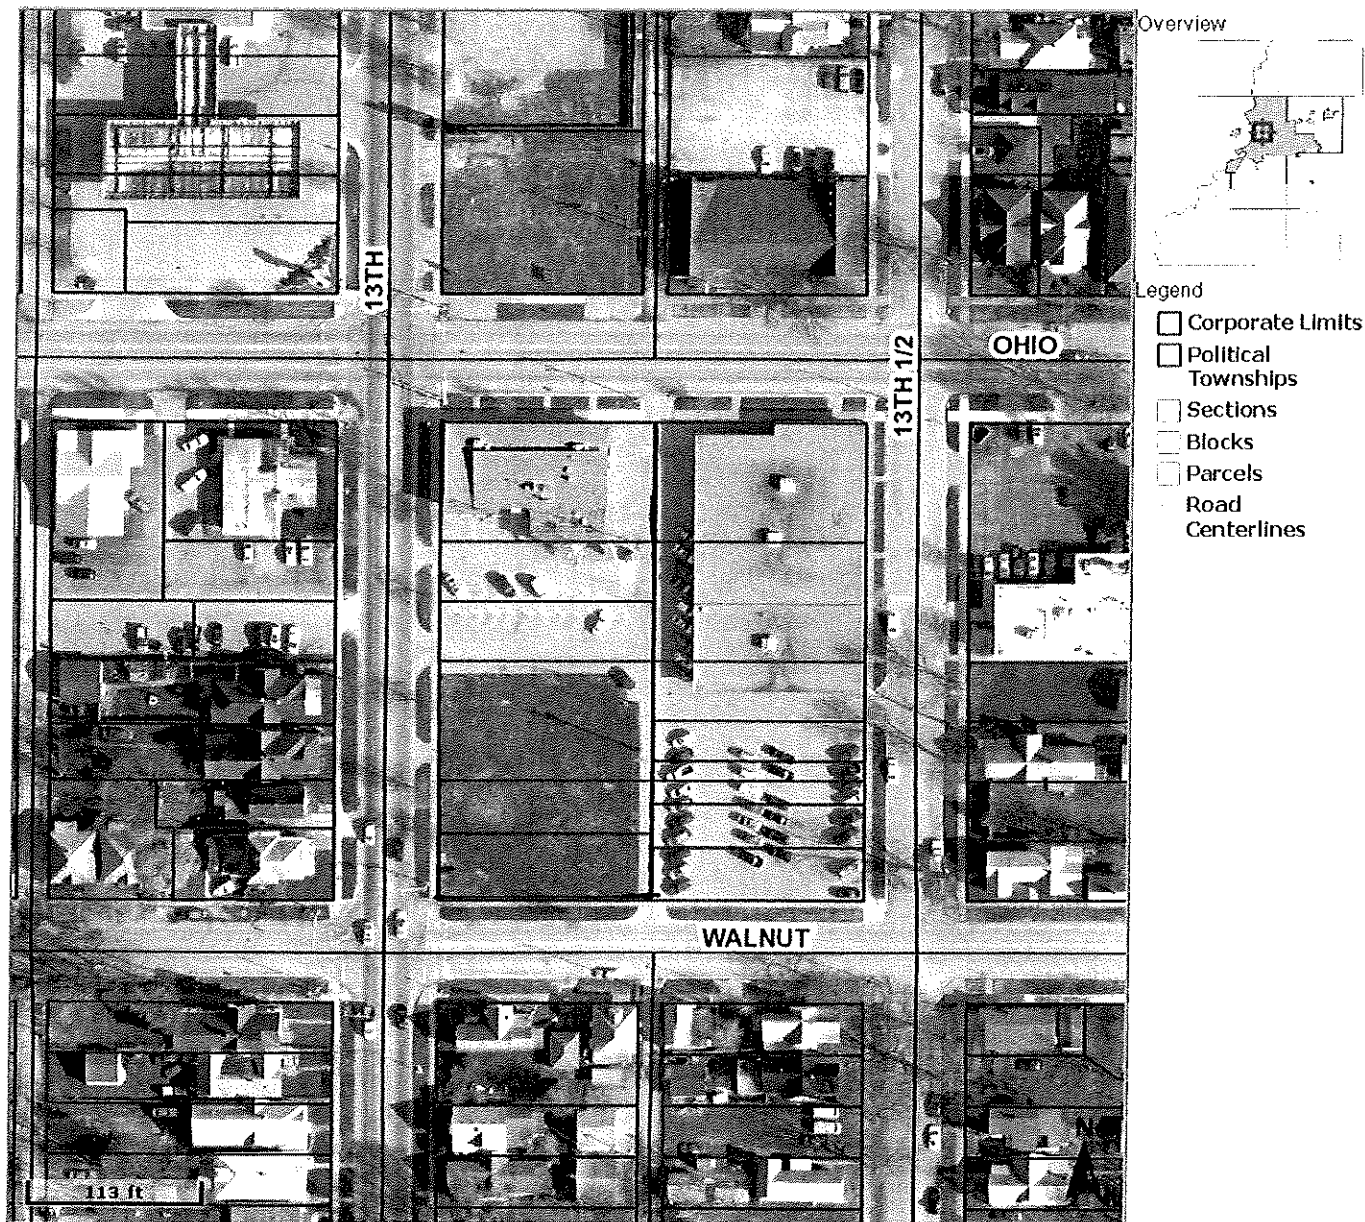 Overview
13TH
Legend
Corporate Limits
13TH 1/2
OHIO
Political
Townships
Sections
Blocks
Parcels
Road
Centerlines
WALNUT
N
113 ft